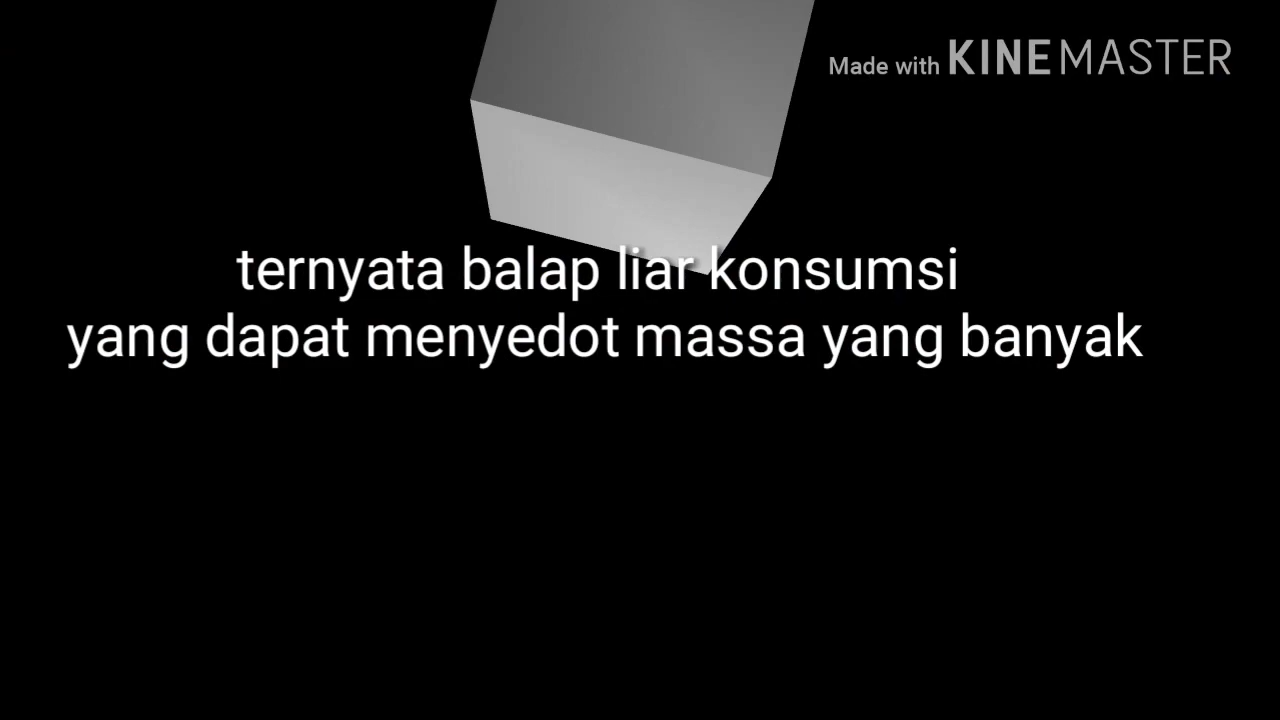 Made with KINEMASTER
ternyata balap liar konsumsi
yang dapat menyedot massa yang banyak